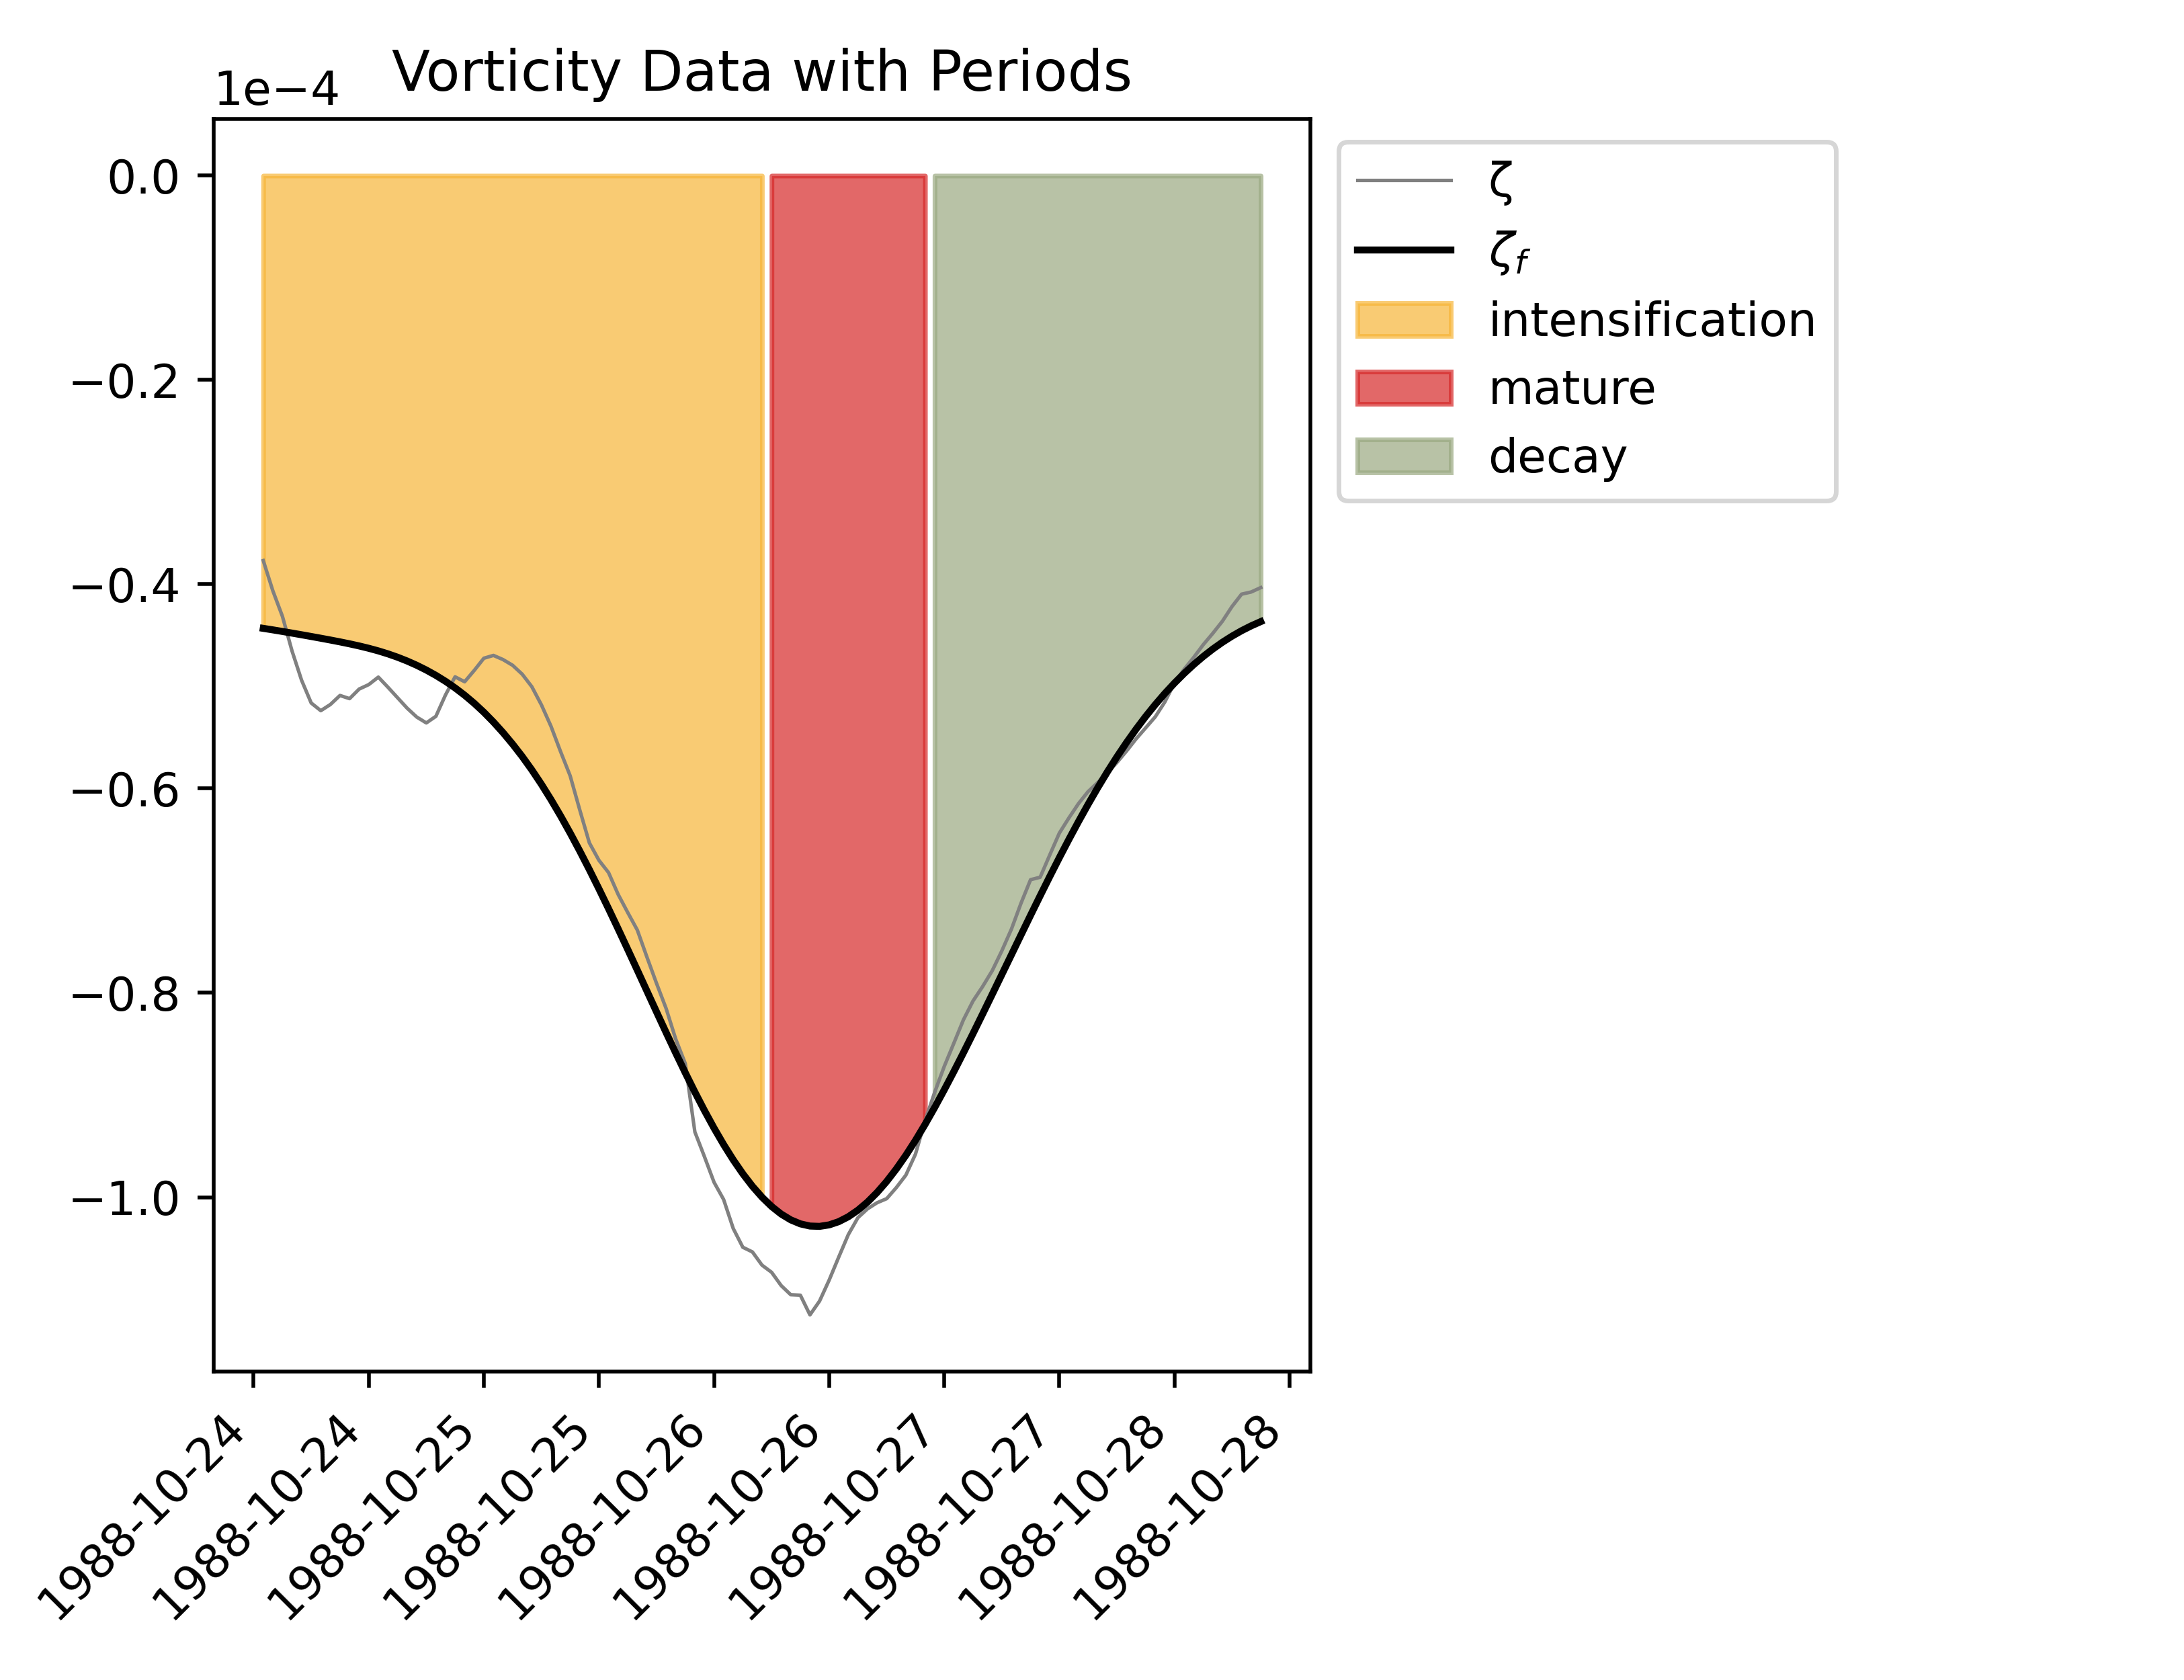 Vorticity Data with Periods
1e−4
0.0
−0.2
−0.4
−0.6
−0.8
−1.0
1988-10-24
1988-10-24
1988-10-25
1988-10-25
1988-10-26
1988-10-26
1988-10-27
1988-10-27
1988-10-28
1988-10-28
ζ
ζf
intensification
mature
decay